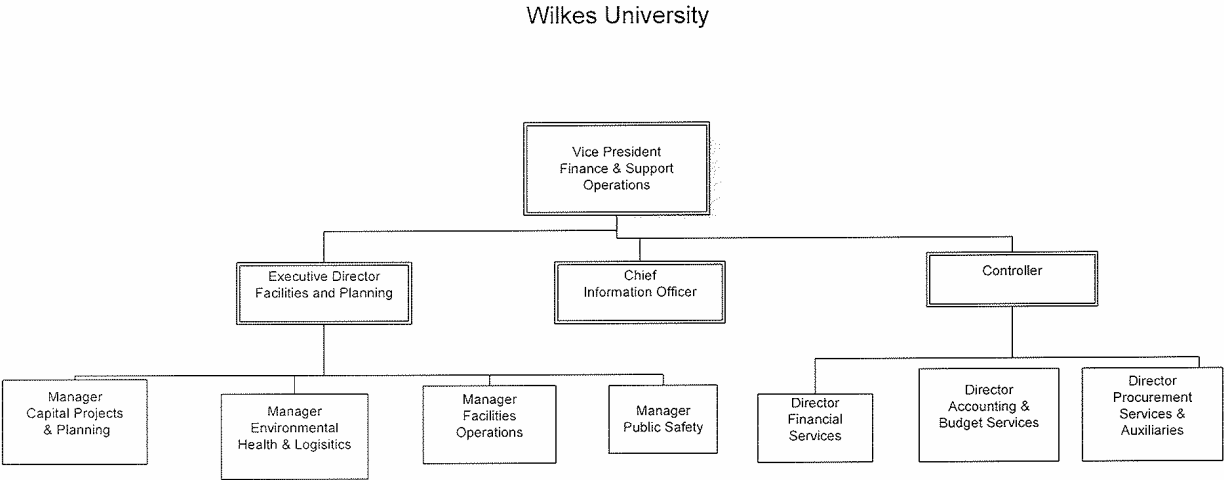 Wilkes University
Vice President
Finance & Support
Operations
Executive Director
Facilities and Planning
Chief
Information Officer
Controller
Manager
Capital Projects
& Planning
Manager
Environmental
Health & Logisitics
Manager
Facilities
Operations
Manager
Public Safety
Director
Financial
Services
Director
Accounting &
Budget Services
Director
Procurement
Services &
Auxiliaries